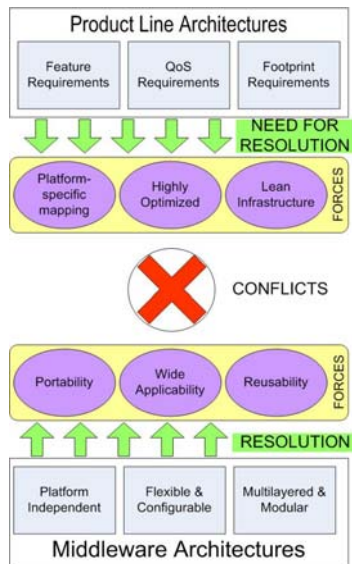 Product Line Architectures
Feature
Requirements
QoS
Requirements
Footprint
Requirements
NEED FOR
RESOLUTION
Platform-
specific
mapping
Highly
Optimized
Lean
Infrastructure
FORCES
CONFLICTS
Portability
Wide
Applicability
Reusability
FORCES
RESOLUTION
Platform
Independent
Flexible &
Configurable
Multilayered &
Modular
Middleware Architectures